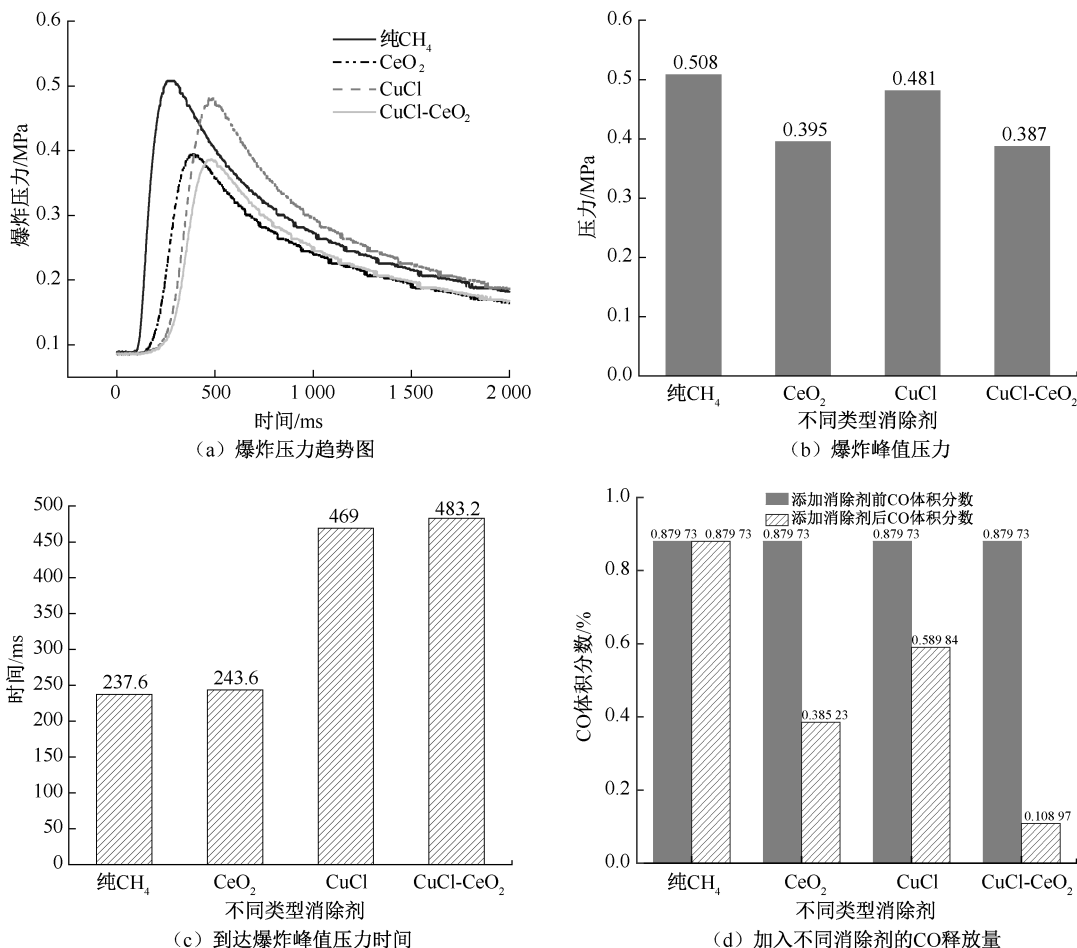 0.6
0.5
0.4
0.3
0.2
0.1
爆炸压力/MPa
纯CH₄
CeO₂
CuCl
CuCl-CeO₂
0
500
1 000
1 500
2 000
时间/ms
（a）爆炸压力趋势图
0.6
0.5
0.4
0.3
0.2
0.1
0.0
压力/MPa
0.508
0.395
0.481
0.387
纯CH₄
CeO₂
CuCl
CuCl-CeO₂
不同类型消除剂
（b）爆炸峰值压力
500
450
400
350
300
250
200
150
100
50
0
时间/ms
237.6
243.6
469
483.2
纯CH₄
CeO₂
CuCl
CuCl-CeO₂
不同类型消除剂
（c）到达爆炸峰值压力时间
1.0
0.8
0.6
0.4
0.2
0.0
CO体积分数/%
添加消除剂前CO体积分数
添加消除剂后CO体积分数
0.879 73
0.879 73
0.879 73
0.385 23
0.879 73
0.589 84
0.879 73
0.108 97
纯CH₄
CeO₂
CuCl
CuCl-CeO₂
不同类型消除剂
（d）加入不同消除剂的CO释放量